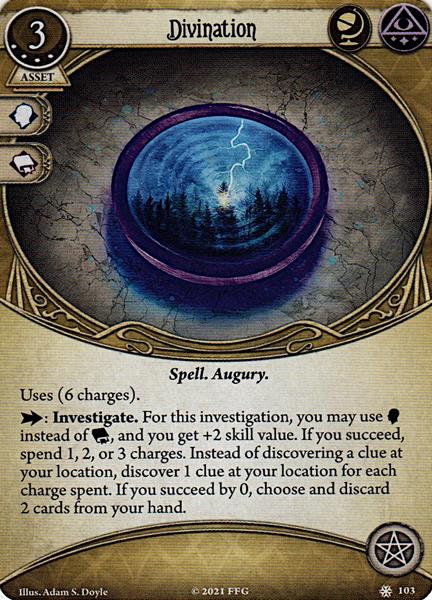 3
Divination
ASSET
Spell. Augury.
Uses (6 charges).
: Investigate. For this investigation, you may use
instead of , and you get +2 skill value. If you succeed,
spend 1, 2, or 3 charges. Instead of discovering a clue at
your location, discover 1 clue at your location for each
charge spent. If you succeed by 0, choose and discard
2 cards from your hand.
Illus. Adam S. Doyle
© 2021 FFG
103